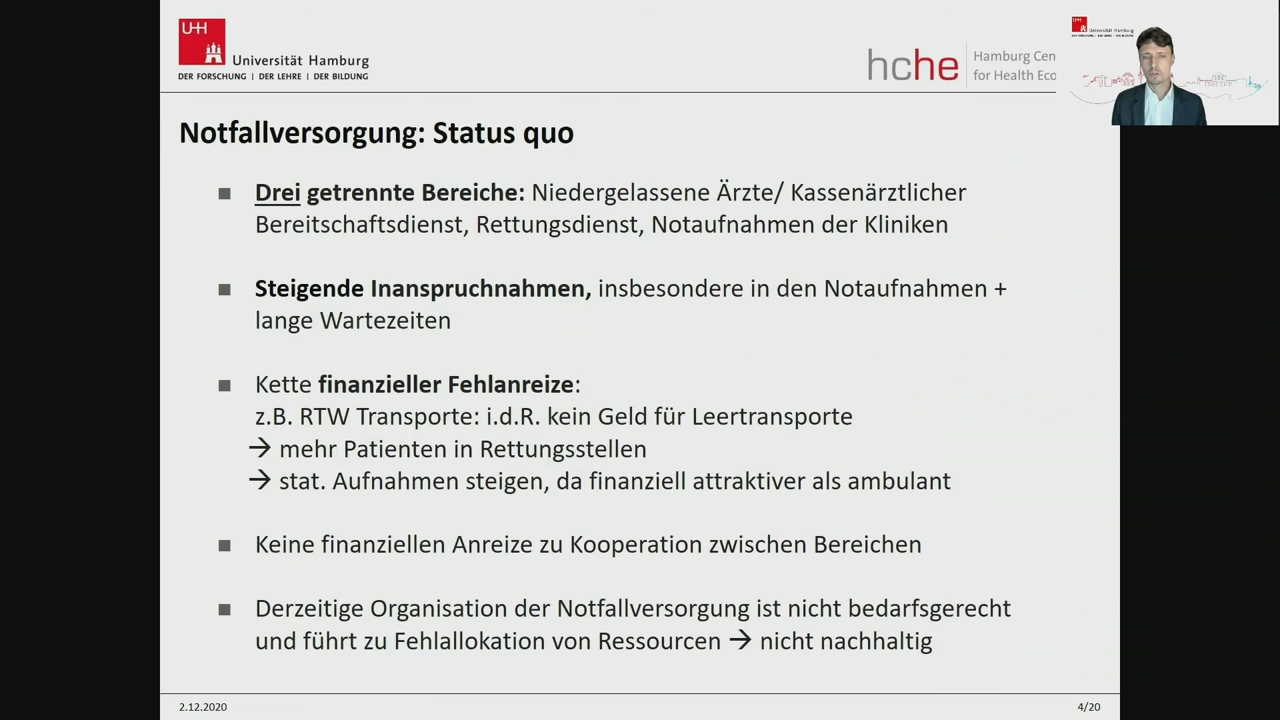 UHH
Universität Hamburg
DER FORSCHUNG | DER LEHRE | DER BILDUNG
hche
Hamburg Cen
for Health Eco
Notfallversorgung: Status quo
■ Drei getrennte Bereiche: Niedergelassene Ärzte/ Kassenärztlicher
Bereitschaftsdienst, Rettungsdienst, Notaufnahmen der Kliniken
■ Steigende Inanspruchnahmen, insbesondere in den Notaufnahmen +
lange Wartezeiten
■ Kette finanzieller Fehlanreize:
z.B. RTW Transporte: i.d.R. kein Geld für Leertransporte
→ mehr Patienten in Rettungsstellen
→ stat. Aufnahmen steigen, da finanziell attraktiver als ambulant
■ Keine finanziellen Anreize zu Kooperation zwischen Bereichen
■ Derzeitige Organisation der Notfallversorgung ist nicht bedarfsgerecht
und führt zu Fehlallokation von Ressourcen → nicht nachhaltig
2.12.2020
4/20